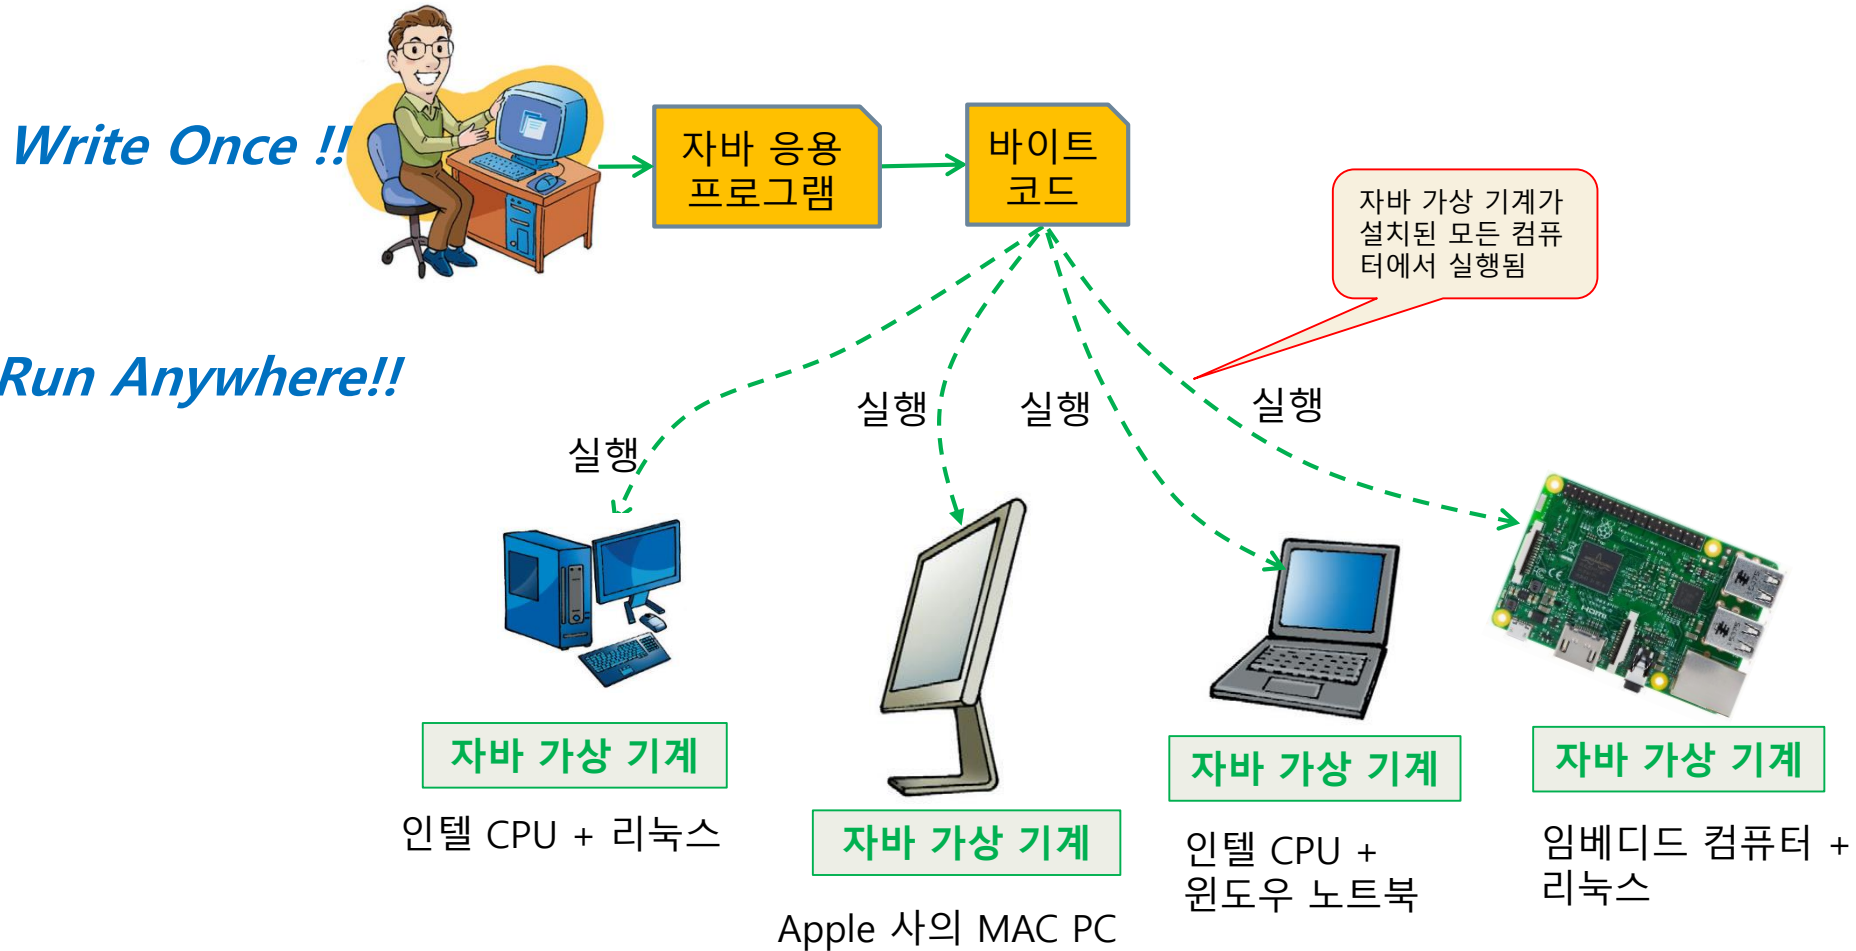 Write Once !!
자바 응용
프로그램
바이트
코드
자바 가상 기계가
설치된 모든 컴퓨
터에서 실행됨
Run Anywhere!!
실행
실행
실행
실행
자바 가상 기계
인텔 CPU + 리눅스
자바 가상 기계
Apple 사의 MAC PC
자바 가상 기계
인텔 CPU +
윈도우 노트북
자바 가상 기계
임베디드 컴퓨터 +
리눅스